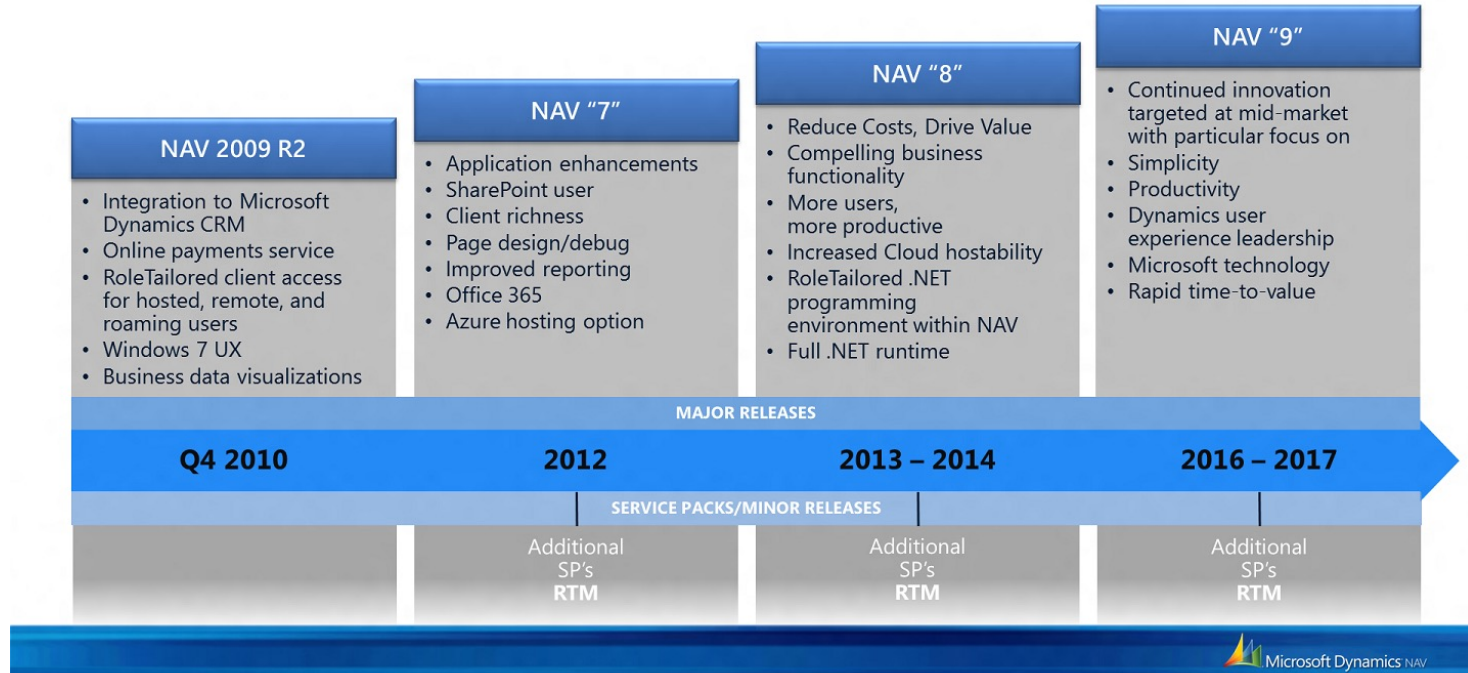 NAV 2009 R2
• Integration to Microsoft
Dynamics CRM
• Online payments service
• RoleTailored client access
for hosted, remote, and
roaming users
• Windows 7 UX
• Business data visualizations
NAV "7"
• Application enhancements
• SharePoint user
• Client richness
• Page design/debug
• Improved reporting
• Office 365
• Azure hosting option
NAV "8"
• Reduce Costs, Drive Value
• Compelling business
functionality
• More users,
more productive
• Increased Cloud hostability
• RoleTailored .NET
programming
environment within NAV
• Full .NET runtime
NAV "9"
• Continued innovation
targeted at mid-market
with particular focus on
• Simplicity
• Productivity
• Dynamics user
experience leadership
• Microsoft technology
• Rapid time-to-value
MAJOR RELEASES
Q4 2010
2012
2013 – 2014
2016 – 2017
SERVICE PACKS/MINOR RELEASES
Additional
SP's
RTM
Additional
SP's
RTM
Additional
SP's
RTM
Microsoft Dynamics NAV